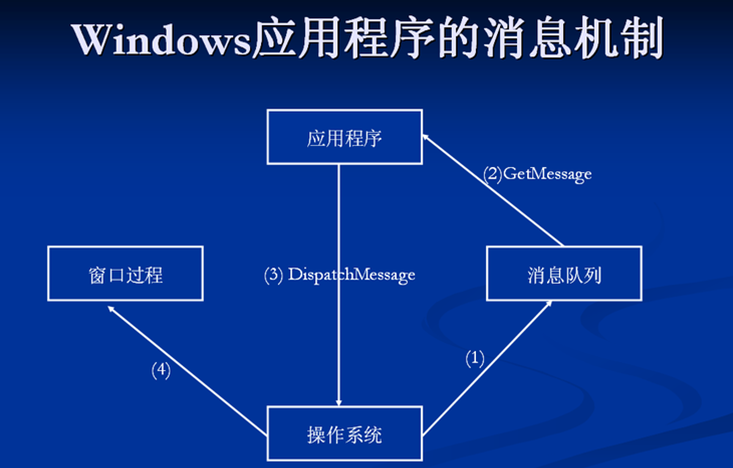 Windows应用程序的消息机制
应用程序
(2)GetMessage
窗口过程
(3) DispatchMessage
消息队列
(4)
(1)
操作系统